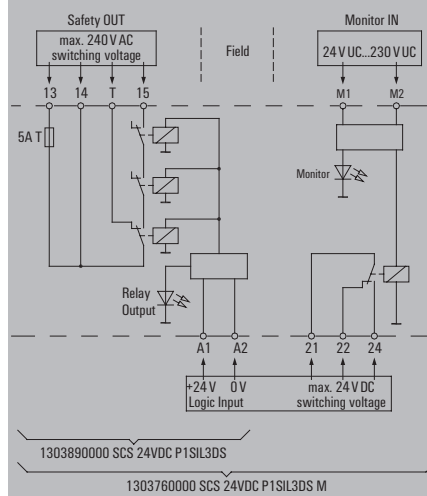 Safety OUT
Monitor IN
max. 240 V AC
switching voltage
Field
24 V UC...230 V UC
13 14 T 15
M1 M2
5A T
Monitor
Relay
Output
A1 A2 21 22 24
+24 V 0 V
Logic Input
max. 24 V DC
switching voltage
1303890000 SCS 24VDC P1SIL3DS
1303760000 SCS 24VDC P1SIL3DS M